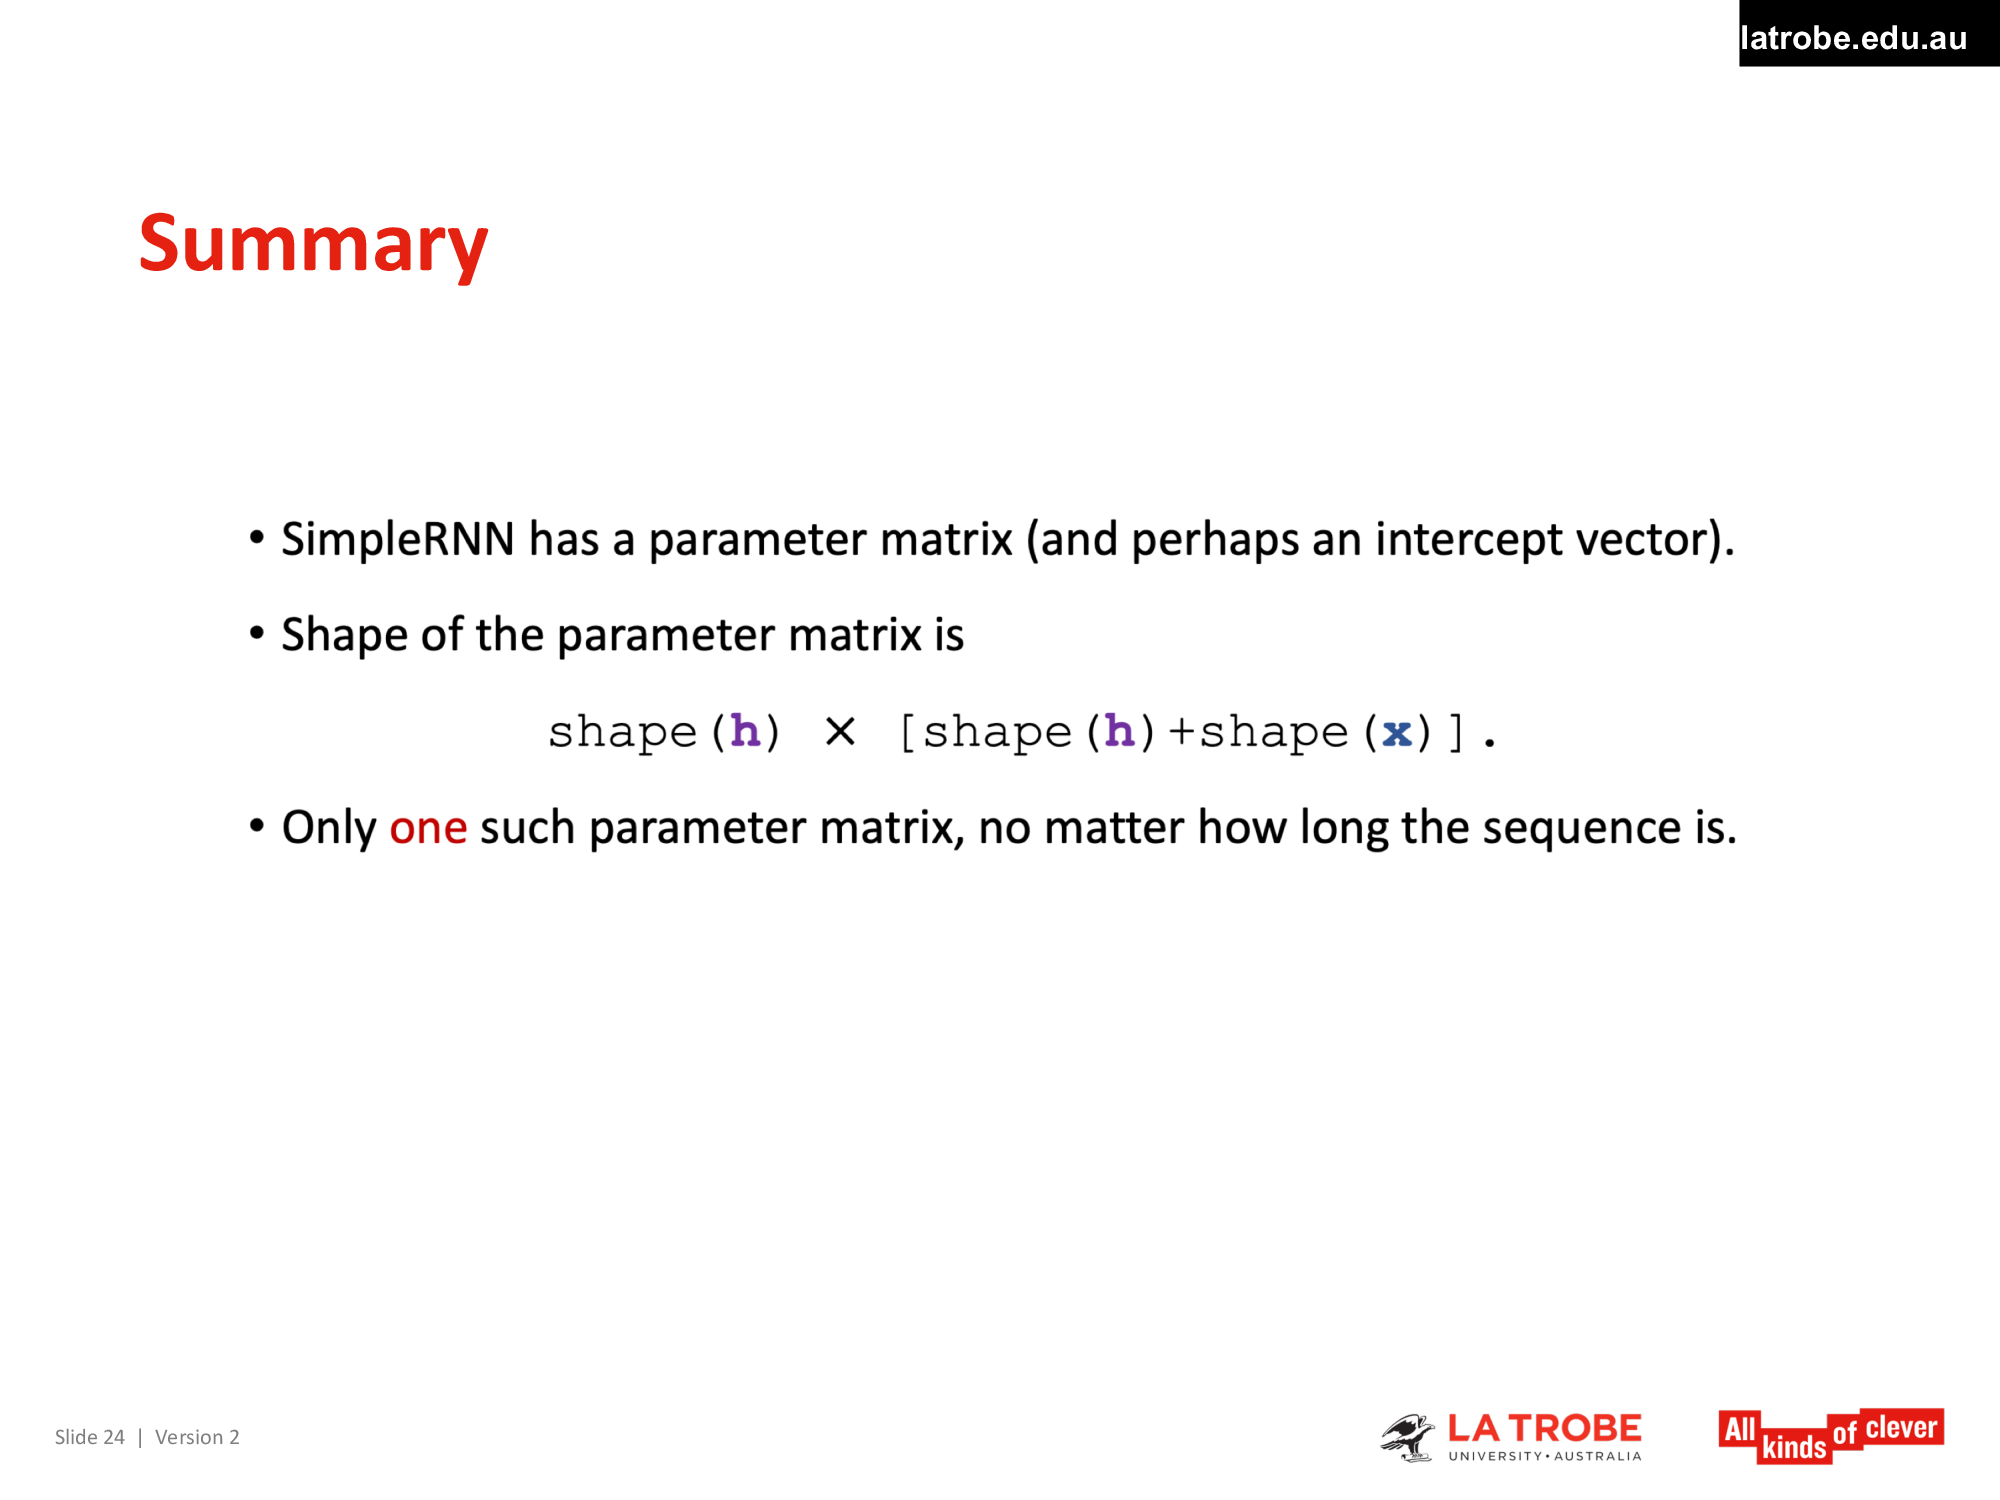 latrobe.edu.au
Summary
• SimpleRNN has a parameter matrix (and perhaps an intercept vector).
• Shape of the parameter matrix is
shape(h) × [shape(h)+shape(x)].
• Only one such parameter matrix, no matter how long the sequence is.
Slide 24 | Version 2
LA TROBE
UNIVERSITY • AUSTRALIA
All kinds of clever